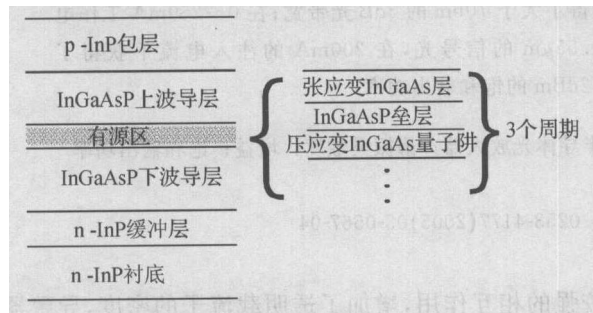 p -InP包层
InGaAsP上波导层
有源区
InGaAsP下波导层
n -InP缓冲层
n -InP衬底
张应变InGaAs层
InGaAsP垒层
压应变InGaAs量子阱
3个周期